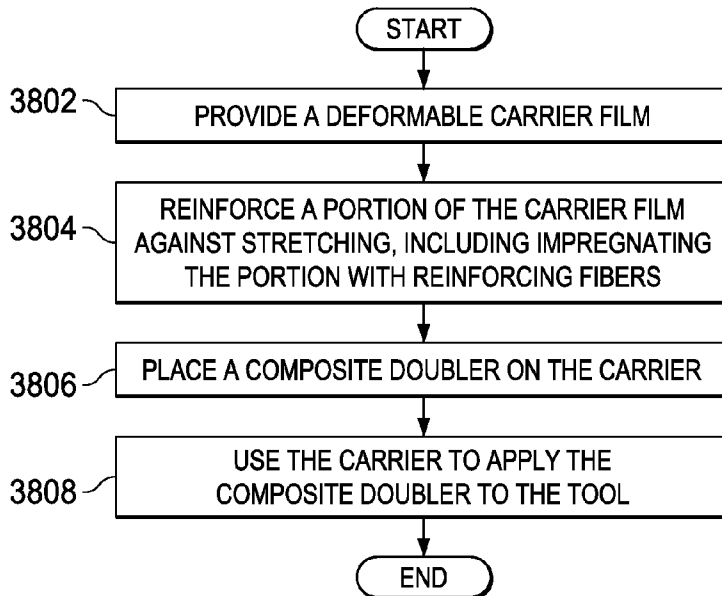 START
3802
PROVIDE A DEFORMABLE CARRIER FILM
3804
REINFORCE A PORTION OF THE CARRIER FILM
AGAINST STRETCHING, INCLUDING IMPREGNATING
THE PORTION WITH REINFORCING FIBERS
3806
PLACE A COMPOSITE DOUBLER ON THE CARRIER
3808
USE THE CARRIER TO APPLY THE
COMPOSITE DOUBLER TO THE TOOL
END